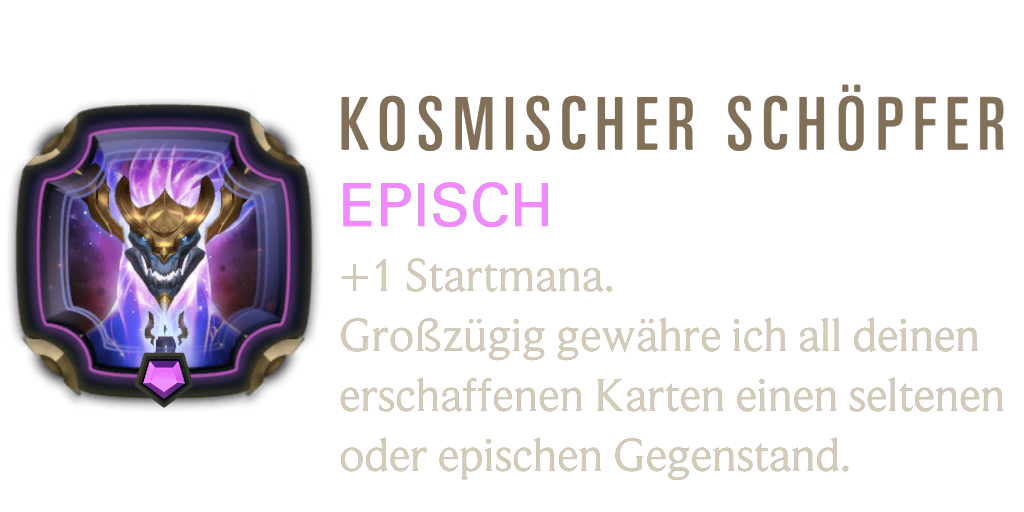 KOSMISCHER SCHÖPFER
EPISCH
+1 Startmana.
Großzügig gewähre ich all deinen
erschaffenen Karten einen seltenen
oder epischen Gegenstand.